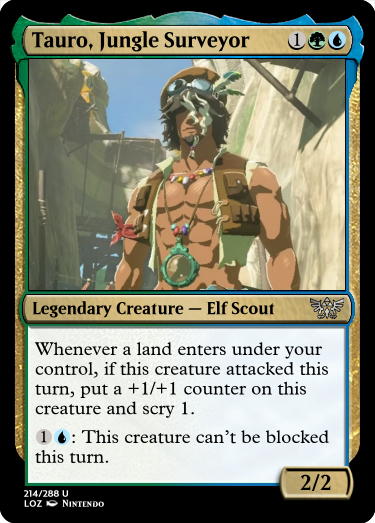 Tauro, Jungle Surveyor 1
Legendary Creature — Elf Scout
Whenever a land enters under your
control, if this creature attacked this
turn, put a +1/+1 counter on this
creature and scry 1.
1 : This creature can't be blocked
this turn.
2/2
214/288 U
LOZ Nintendo